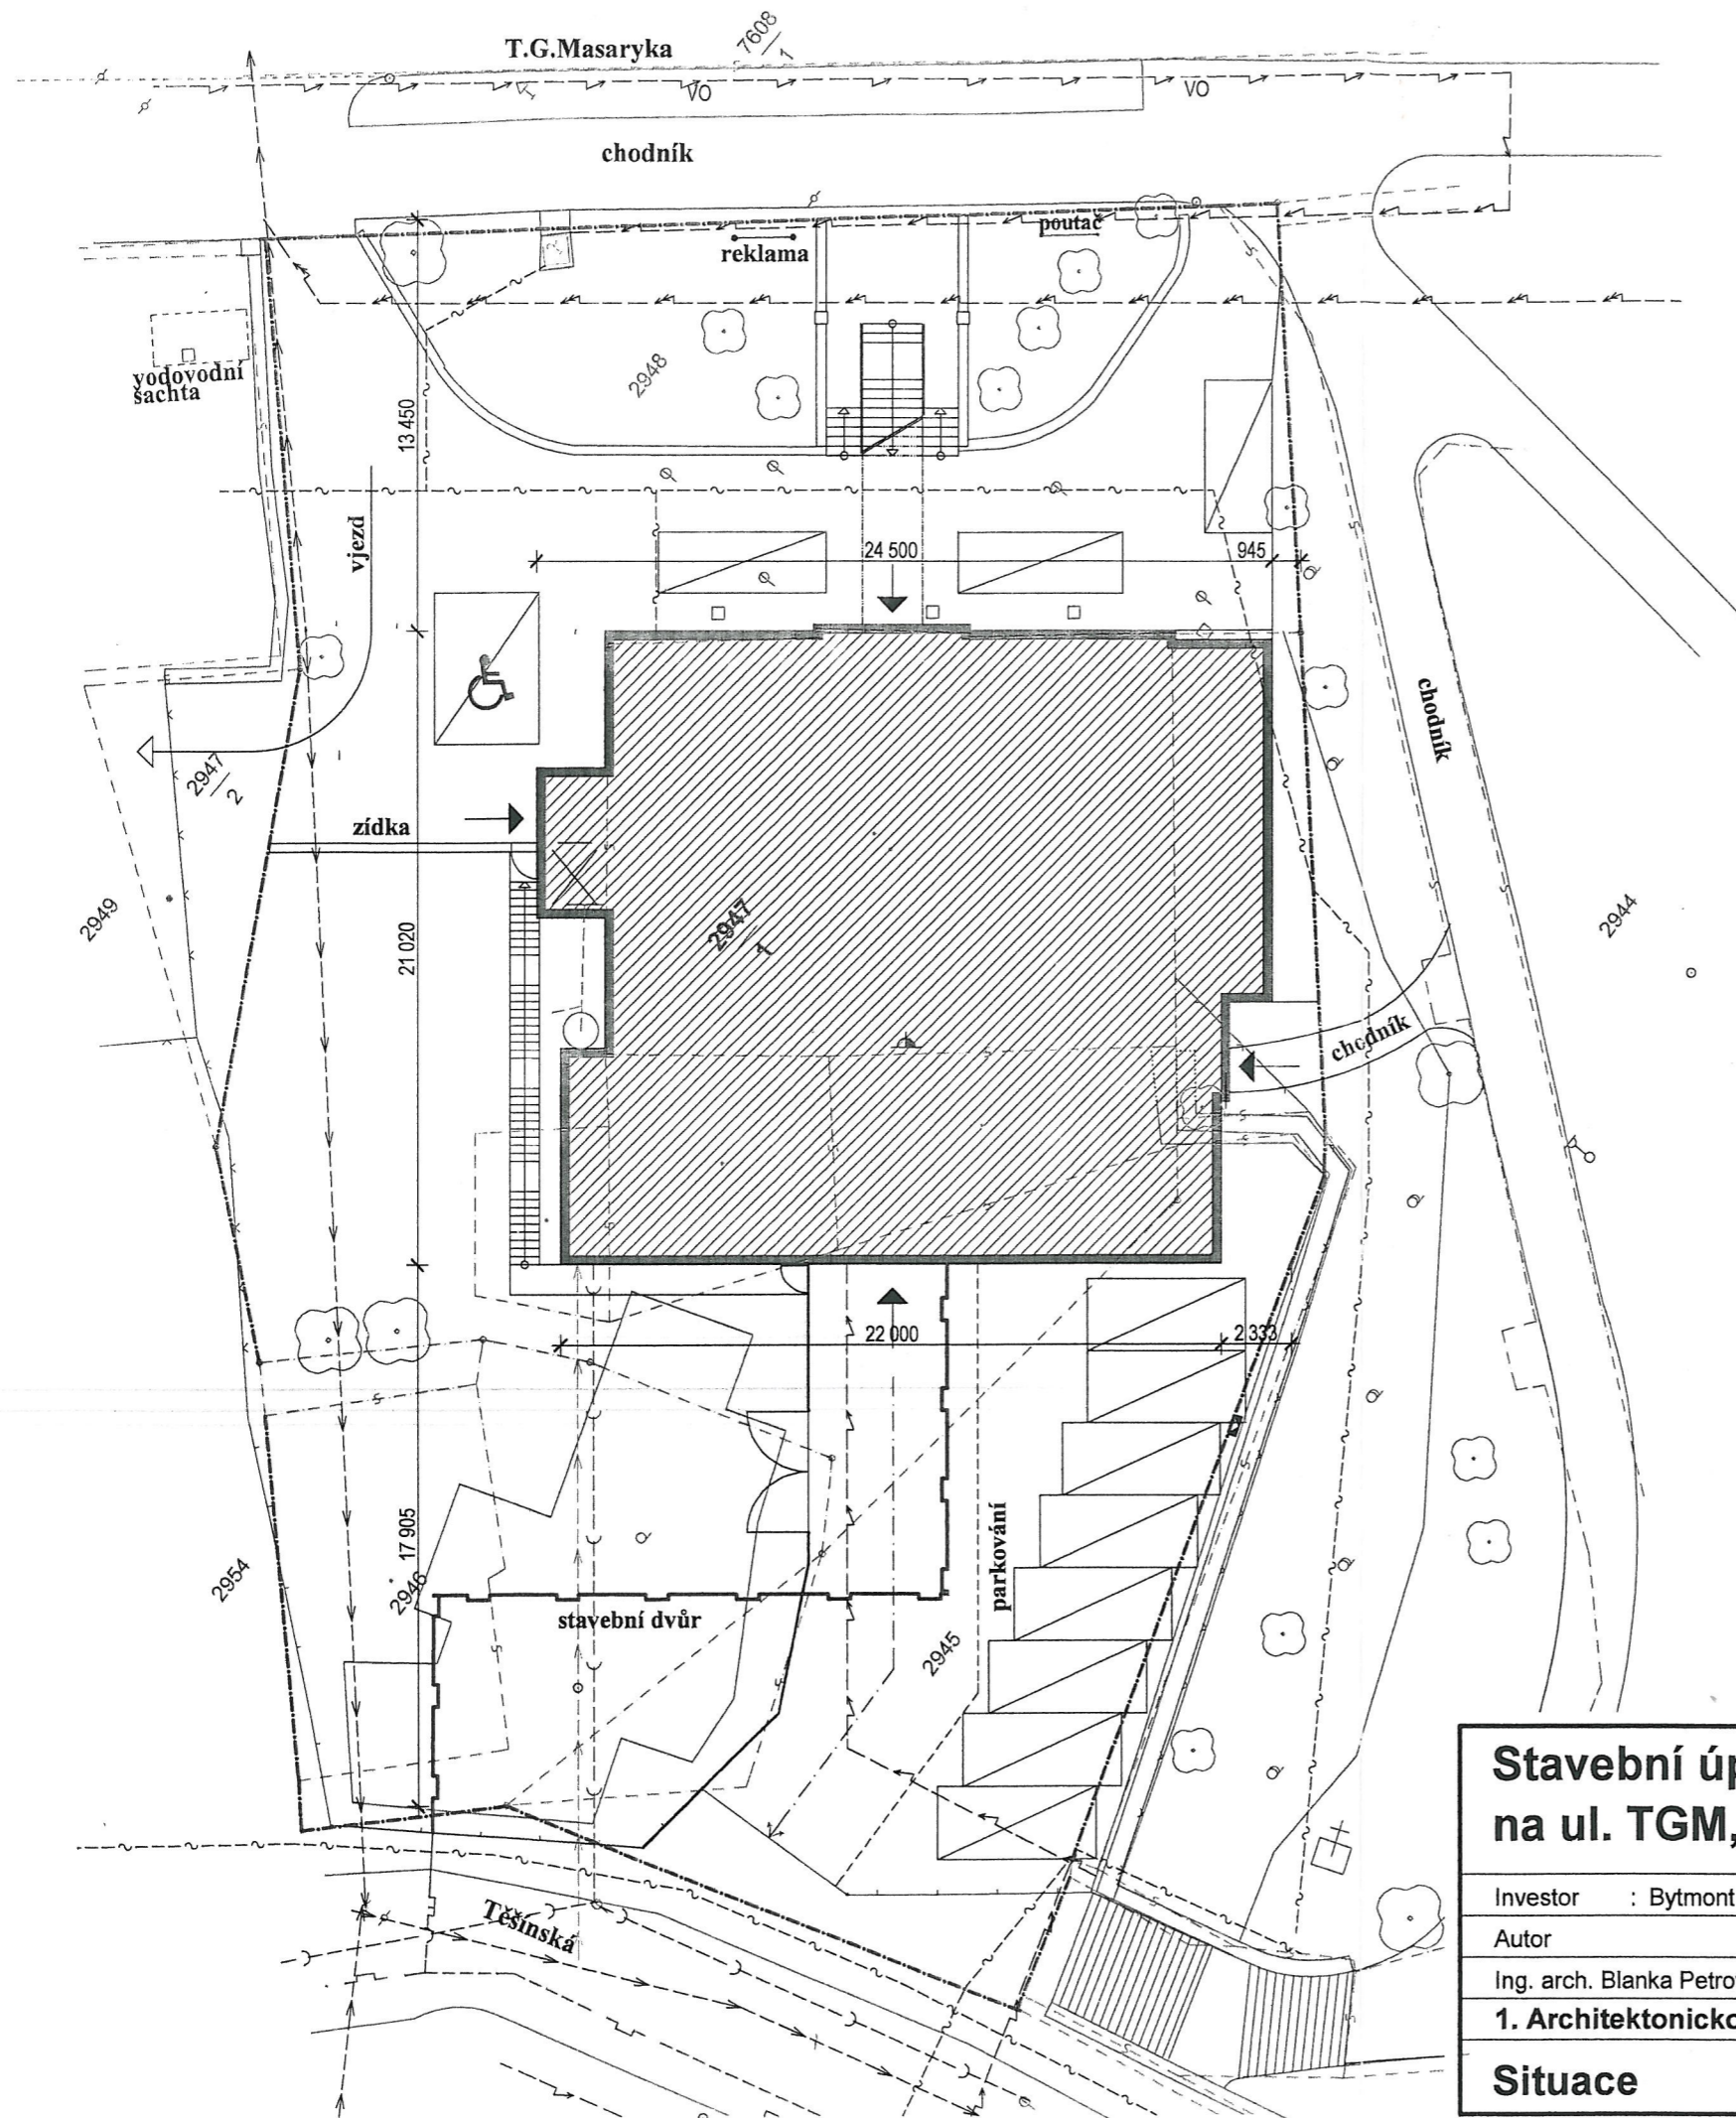 T.G.Masaryka
7608
1
VO
VO
chodník
reklama
poutač
vodovodní
šachta
2948
13 450
vjezd
24 500
945
chodník
2947
2
zídka
2949
21 020
2947
1
2944
chodník
22 000
2 333
17 905
parkování
2954
2946
stavební dvůr
2945
Těšínská
Stavební úp
na ul. TGM,
Investor : Bytmont
Autor
Ing. arch. Blanka Petro
1. Architektonicko
Situace